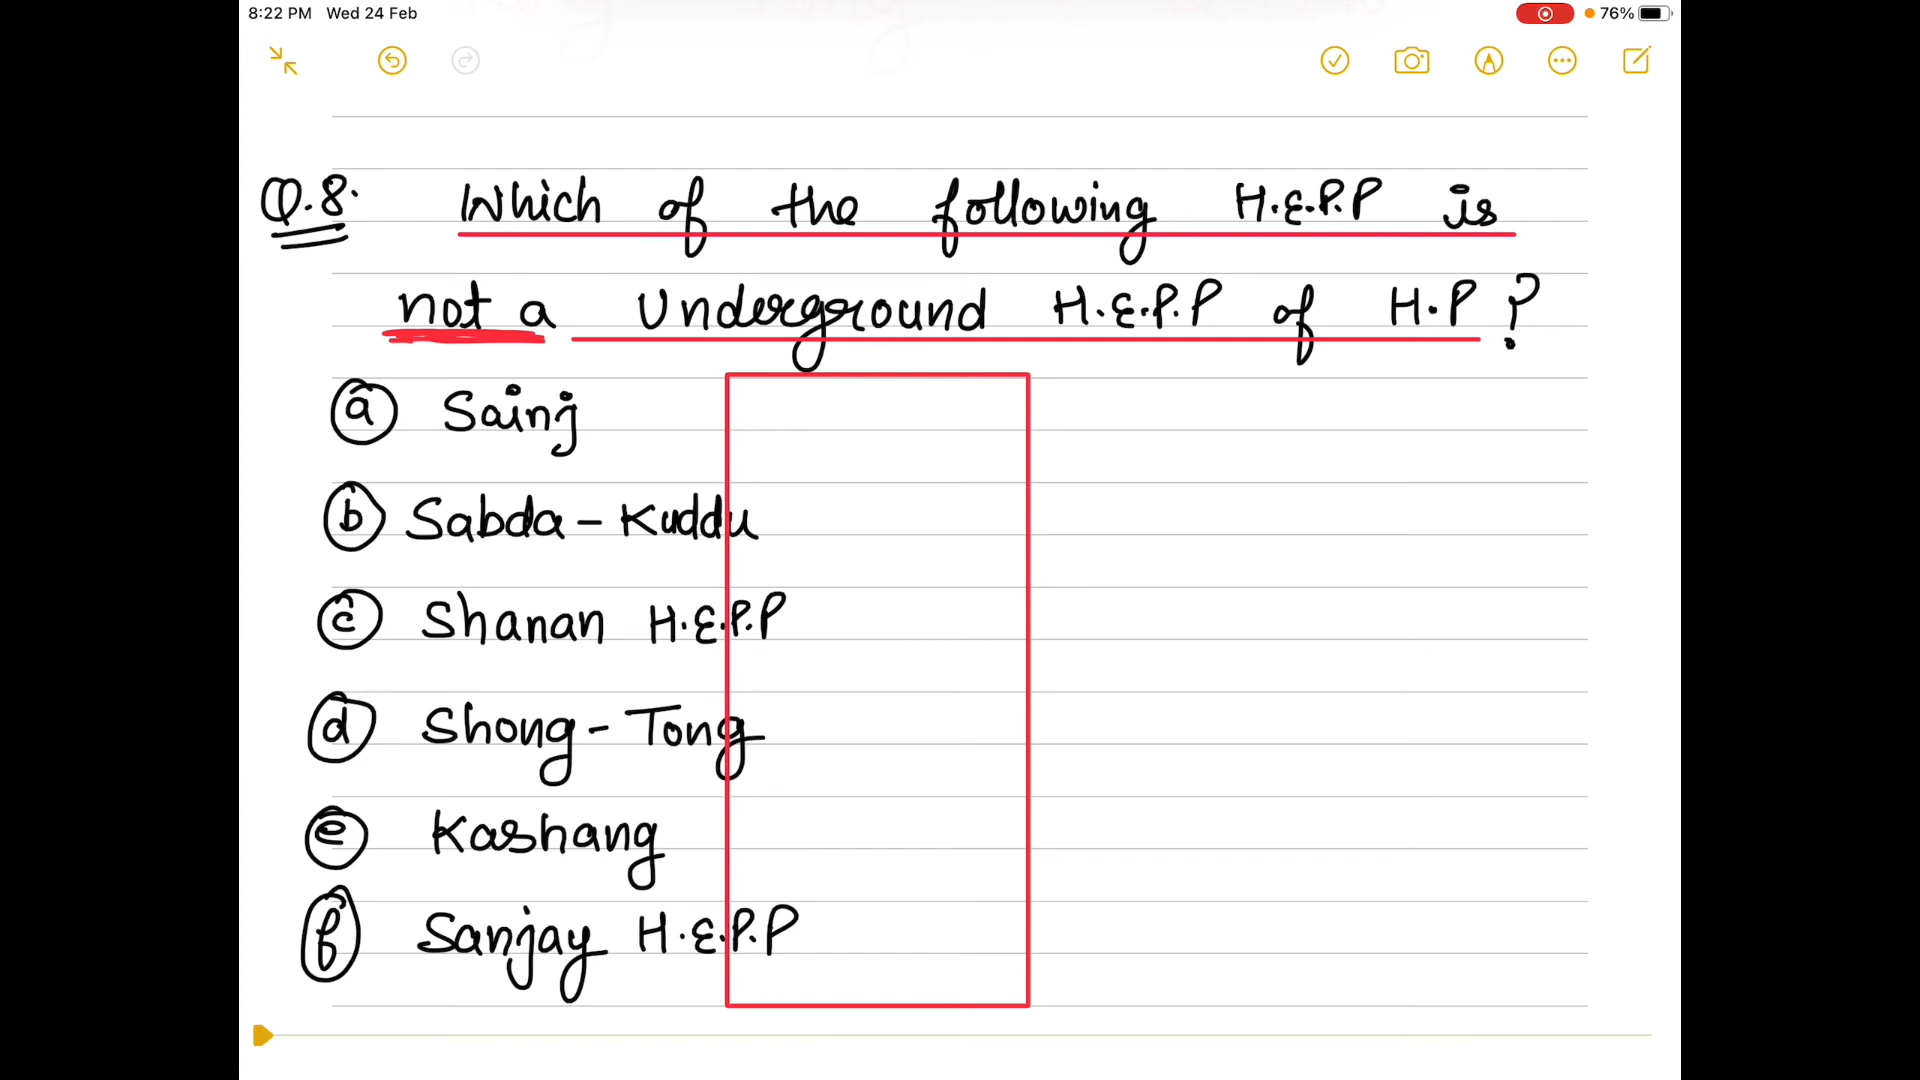 8:22 PM Wed 24 Feb
76%
Q.8. Which of the following H.E.P.P is
not a Underground H.E.P.P of H.P ?
a Sainj
b Sabda - Kuddu
c Shanan H.E.P.P
d Shong - Tong
e Kashang
f Sanjay H.E.P.P